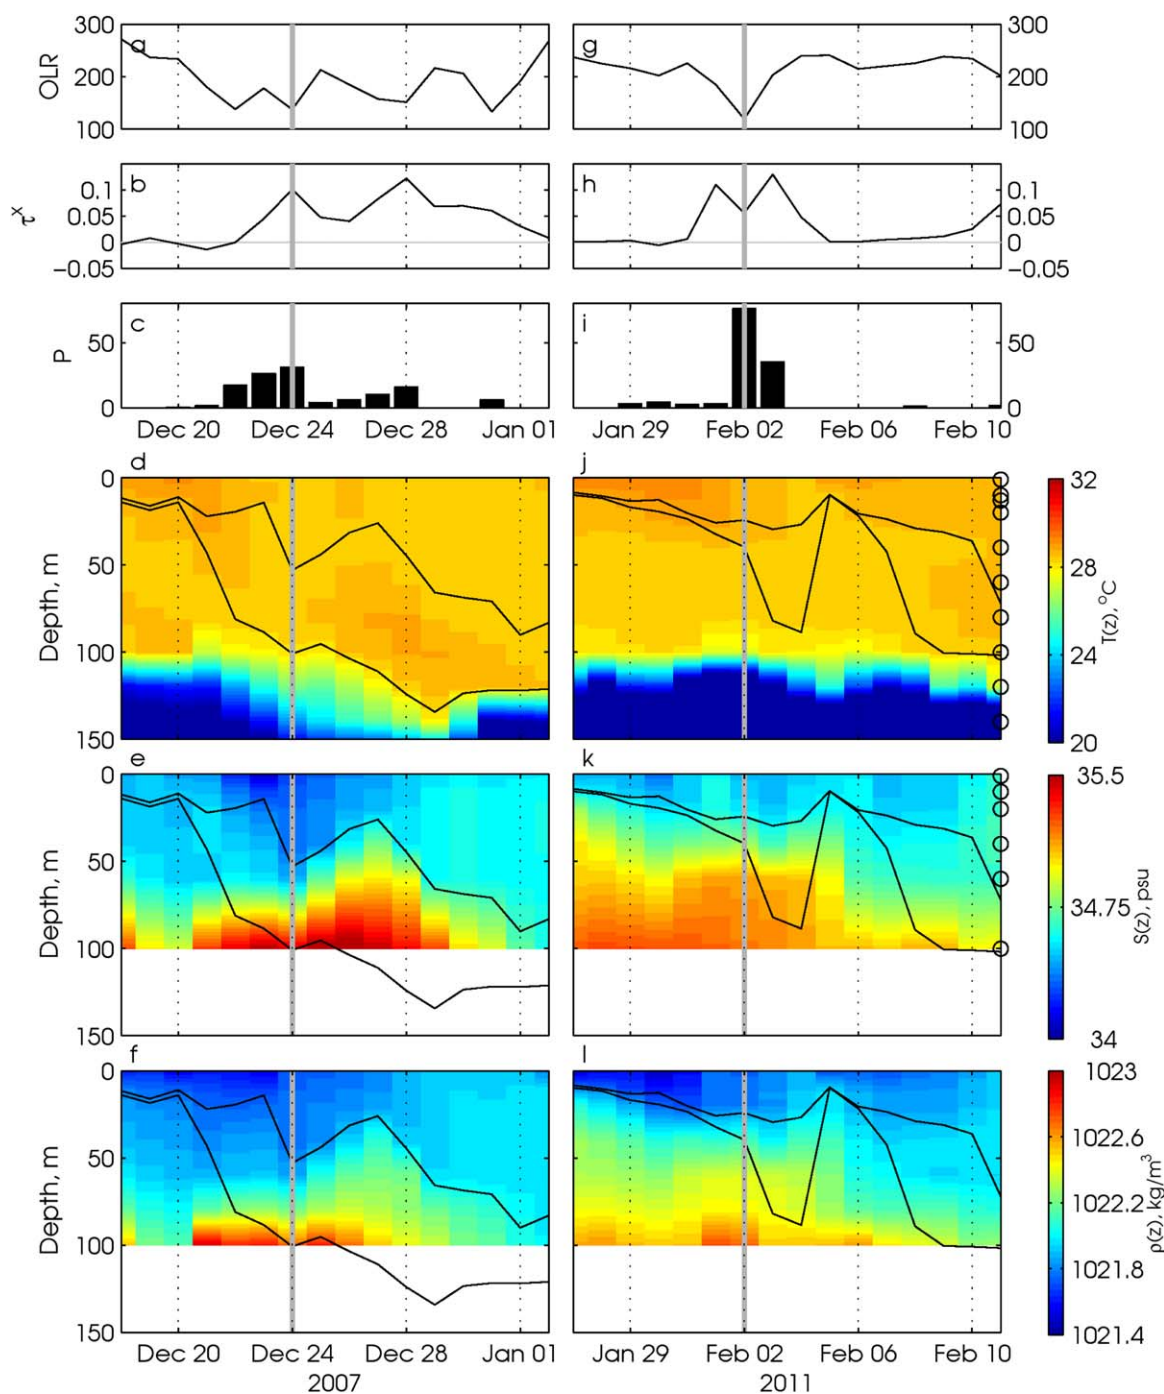 300 a g 300
OLR 200 200
100 100
b h
0.1 0.1
τˣ 0.05 0.05
0 0
−0.05 −0.05
c i
P 50 50
0 0
Dec 20 Dec 24 Dec 28 Jan 01 Jan 29 Feb 02 Feb 06 Feb 10
d j
0 32
50 28
Depth, m T(z), °C
100 24
150 20
e k
0 35.5
50
Depth, m 34.75 S(z), psu
100
150 34
f l
0 1023
1022.6
50
Depth, m 1022.2 ρ(z), kg/m³
100
1021.8
150 1021.4
Dec 20 Dec 24 Dec 28 Jan 01 Jan 29 Feb 02 Feb 06 Feb 10
2007 2011